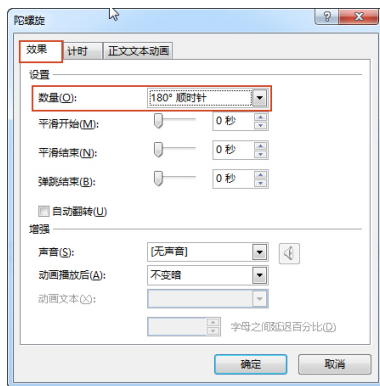 陀螺旋
效果 计时 正文文本动画
设置
数量(O): 180° 顺时针
平滑开始(M): 0 秒
平滑结束(N): 0 秒
弹跳结束(B): 0 秒
自动翻转(U)
增强
声音(S): [无声音]
动画播放后(A): 不变暗
动画文本(X):
字母之间延迟百分比(D)
确定 取消